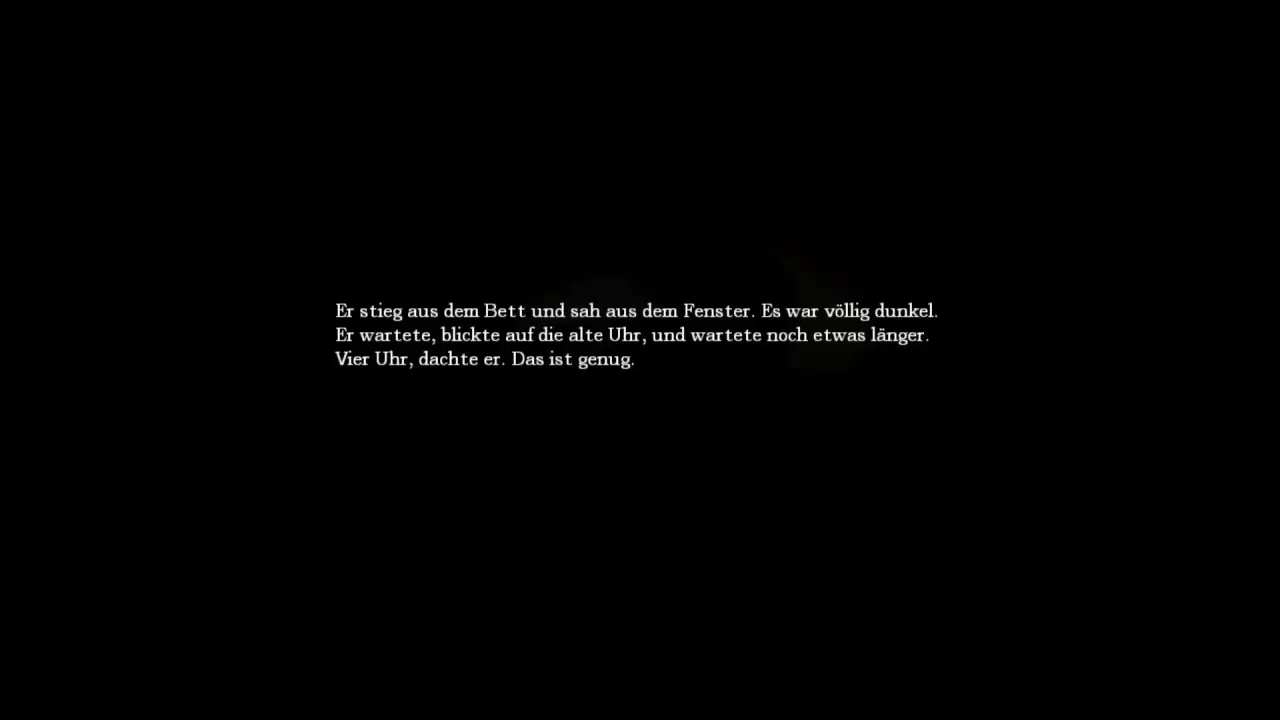 Er stieg aus dem Bett und sah aus dem Fenster. Es war völlig dunkel.
Er wartete, blickte auf die alte Uhr, und wartete noch etwas länger.
Vier Uhr, dachte er. Das ist genug.